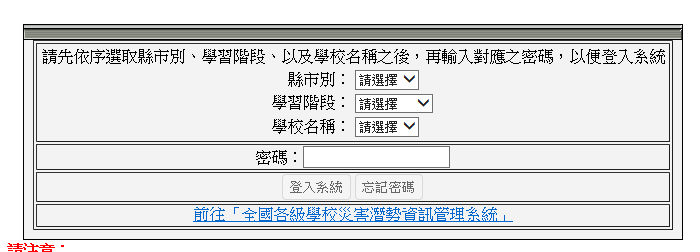 請先依序選取縣市別、學習階段、以及學校名稱之後，再輸入對應之密碼，以便登入系統
縣市別： 請選擇
學習階段： 請選擇
學校名稱： 請選擇
密碼：
登入系統 忘記密碼
前往「全國各級學校災害潛勢資訊管理系統」
請注意：